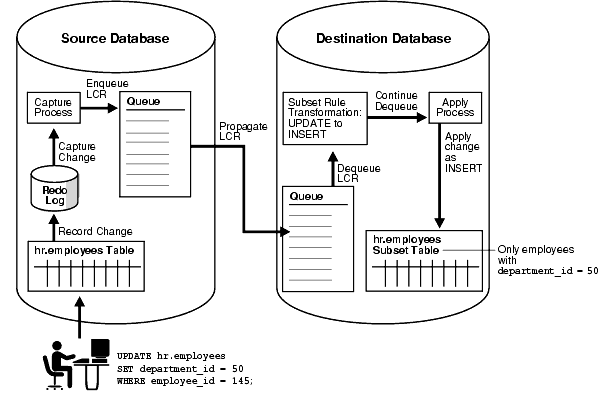 Source Database
Enqueue
LCR
Capture
Process
Queue
Capture
Change
Redo
Log
Record Change
hr.employees Table
UPDATE hr.employees
SET department_id = 50
WHERE employee_id = 145;
Propagate
LCR
Destination Database
Subset Rule
Transformation:
UPDATE to
INSERT
Continue
Dequeue
Apply
Process
Dequeue
LCR
Queue
Apply
change
as
INSERT
hr.employees
Subset Table
Only employees
with
department_id = 50